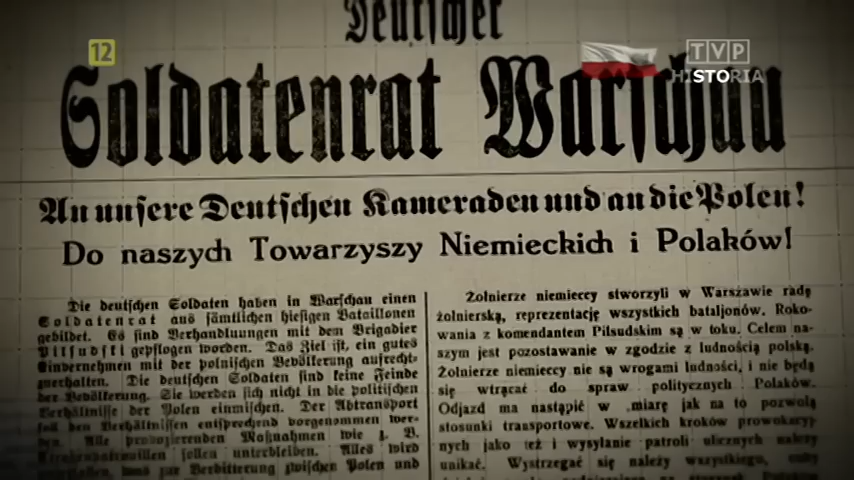 12
TVP
HISTORIA
Deutscher
Soldatenrat Warschau
An unsere Deutschen Kameraden und an die Polen!
Do naszych Towarzyszy Niemieckich i Polaków!
Die deutschen Soldaten haben in Warschau einen
Soldatenrat aus sämtlichen hiesigen Bataillonen
gebildet. Es sind Verhandluungen mit dem Brigadier
Pilsudski gepflogen worden. Das Ziel ist, ein gutes
Einvernehmen mit der polnischen Bevölkerung aufrecht-
zuerhalten. Die deutschen Soldaten sind keine Feinde
der Bevölkerung. Sie werden sich nicht in die politischen
Verhältnisse der Polen einmischen. Der Abtransport
soll den Verhältnissen entsprechend vorgenommen wer-
den. Alle provozierenden Maßnahmen wie z. B.
Straßenpatrouillen sollen unterbleiben. Alles wird
was zur Verbitterung zwischen Polen und
Żołnierze niemieccy stworzyli w Warszawie radę
żołnierską, reprezentację wszystkich bataljonów. Roko-
wania z komendantem Pilsudskim są w toku. Celem na-
szym jest pozostawanie w zgodzie z ludnością polską.
Żołnierze niemieccy nie są wrogami ludności, i nie będą
się wtrącać do spraw politycznych Polaków.
Odjazd ma nastąpić w miarę jak na to pozwolą
stosunki transportowe. Wszelkich kroków prowokacyj-
nych jako też i wysyłanie patroli ulicznych należy
unikać. Wystrzegać się należy wszystkiego,